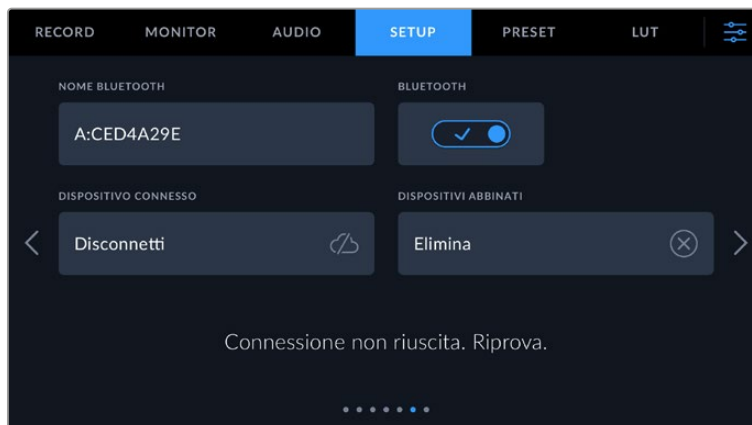 RECORD MONITOR AUDIO SETUP PRESET LUT
NOME BLUETOOTH BLUETOOTH
A:CED4A29E
DISPOSITIVO CONNESSO DISPOSITIVI ABBINATI
Disconnetti Elimina
Connessione non riuscita. Riprova.